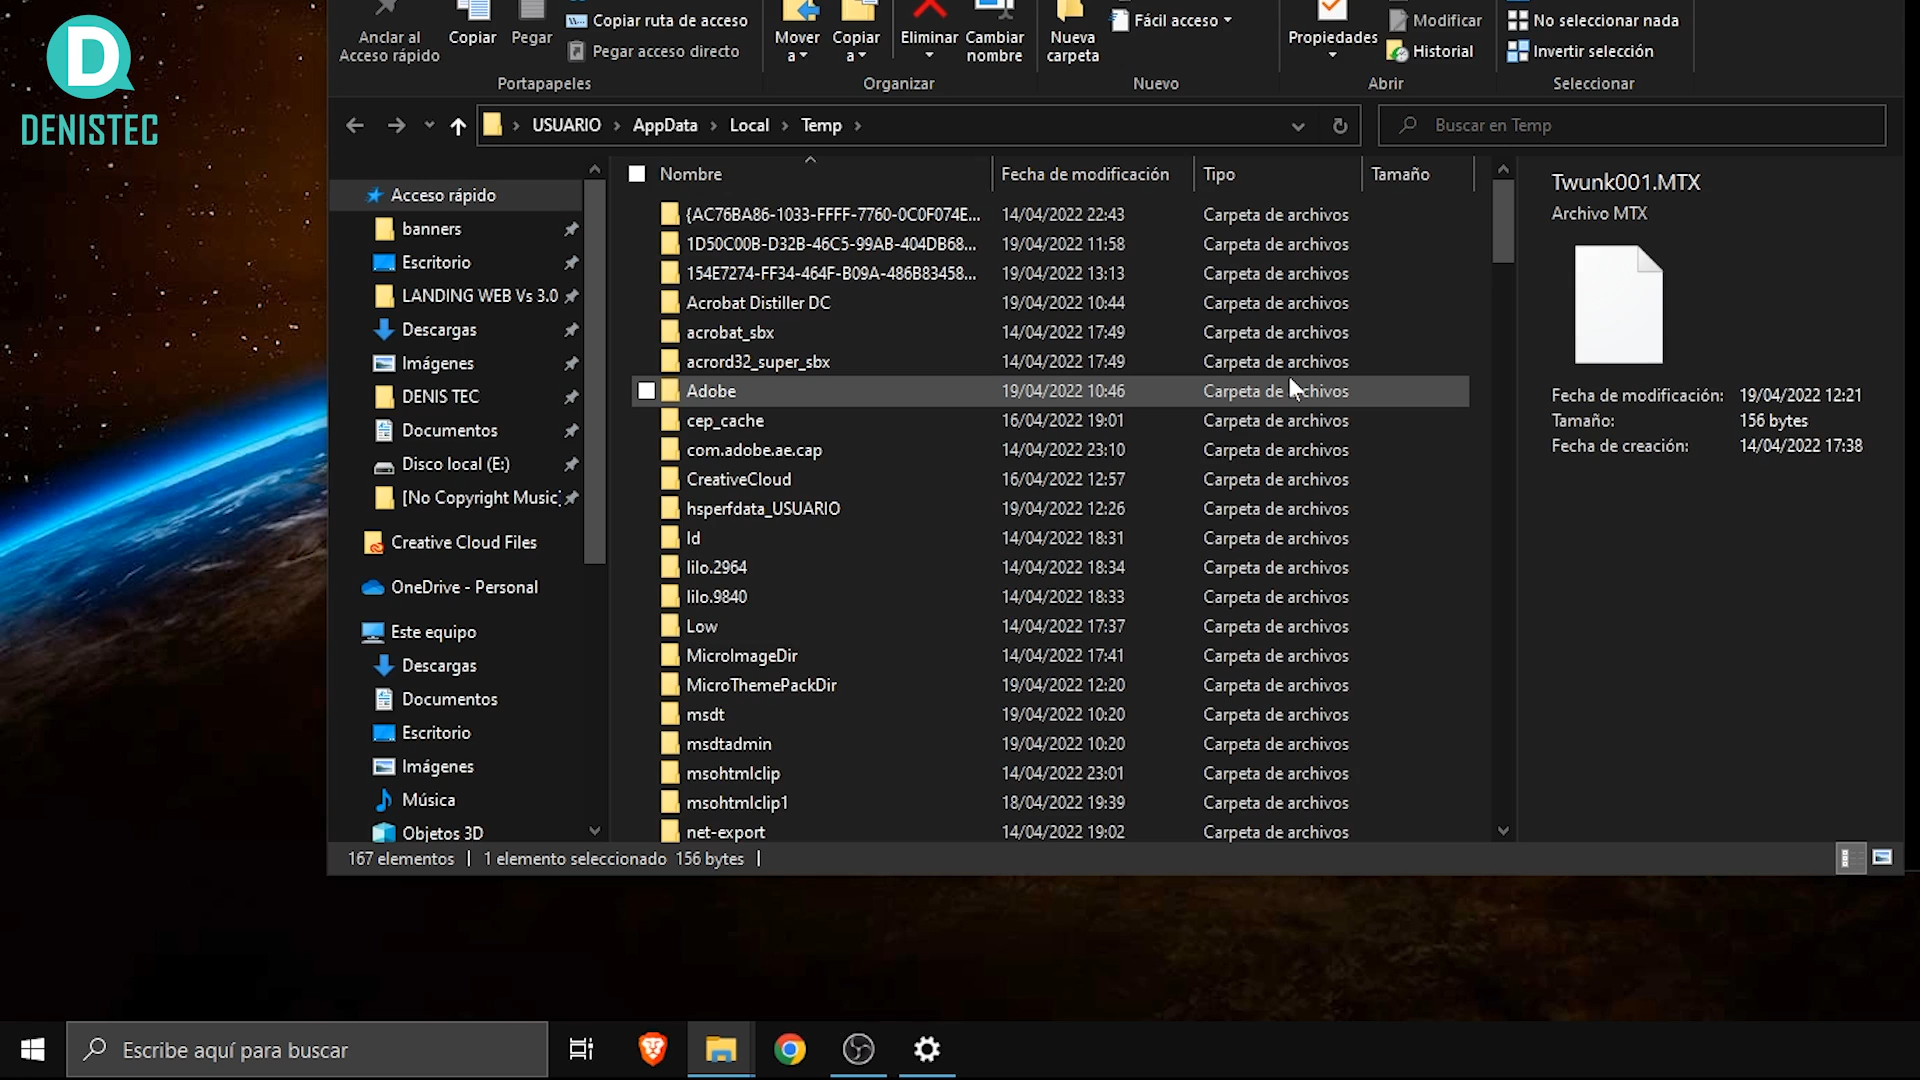 D
DENISTEC
Anclar al
Acceso rápido
Copiar
Pegar
Copiar ruta de acceso
Pegar acceso directo
Portapapeles
Mover
a
Copiar
a
Eliminar
Cambiar
nombre
Organizar
Nueva
carpeta
Fácil acceso
Nuevo
Propiedades
Modificar
Historial
Abrir
No seleccionar nada
Invertir selección
Seleccionar
USUARIO > AppData > Local > Temp >
Buscar en Temp
Acceso rápido
banners
Escritorio
LANDING WEB Vs 3.0
Descargas
Imágenes
DENIS TEC
Documentos
Disco local (E:)
[No Copyright Music]
Creative Cloud Files
OneDrive - Personal
Este equipo
Descargas
Documentos
Escritorio
Imágenes
Música
Objetos 3D
Nombre Fecha de modificación Tipo Tamaño
{AC76BA86-1033-FFFF-7760-0C0F074E... 14/04/2022 22:43 Carpeta de archivos
1D50C00B-D32B-46C5-99AB-404DB68... 19/04/2022 11:58 Carpeta de archivos
154E7274-FF34-464F-B09A-486B83458... 19/04/2022 13:13 Carpeta de archivos
Acrobat Distiller DC 19/04/2022 10:44 Carpeta de archivos
acrobat_sbx 14/04/2022 17:49 Carpeta de archivos
acrord32_super_sbx 14/04/2022 17:49 Carpeta de archivos
Adobe 19/04/2022 10:46 Carpeta de archivos
cep_cache 16/04/2022 19:01 Carpeta de archivos
com.adobe.ae.cap 14/04/2022 23:10 Carpeta de archivos
CreativeCloud 16/04/2022 12:57 Carpeta de archivos
hsperfdata_USUARIO 19/04/2022 12:26 Carpeta de archivos
Id 14/04/2022 18:31 Carpeta de archivos
lilo.2964 14/04/2022 18:34 Carpeta de archivos
lilo.9840 14/04/2022 18:33 Carpeta de archivos
Low 14/04/2022 17:37 Carpeta de archivos
MicroImageDir 14/04/2022 17:41 Carpeta de archivos
MicroThemePackDir 19/04/2022 12:20 Carpeta de archivos
msdt 19/04/2022 10:20 Carpeta de archivos
msdtadmin 19/04/2022 10:20 Carpeta de archivos
msohtmlclip 14/04/2022 23:01 Carpeta de archivos
msohtmlclip1 18/04/2022 19:39 Carpeta de archivos
net-export 14/04/2022 19:02 Carpeta de archivos
Twunk001.MTX
Archivo MTX
Fecha de modificación: 19/04/2022 12:21
Tamaño: 156 bytes
Fecha de creación: 14/04/2022 17:38
167 elementos | 1 elemento seleccionado 156 bytes |
Escribe aquí para buscar